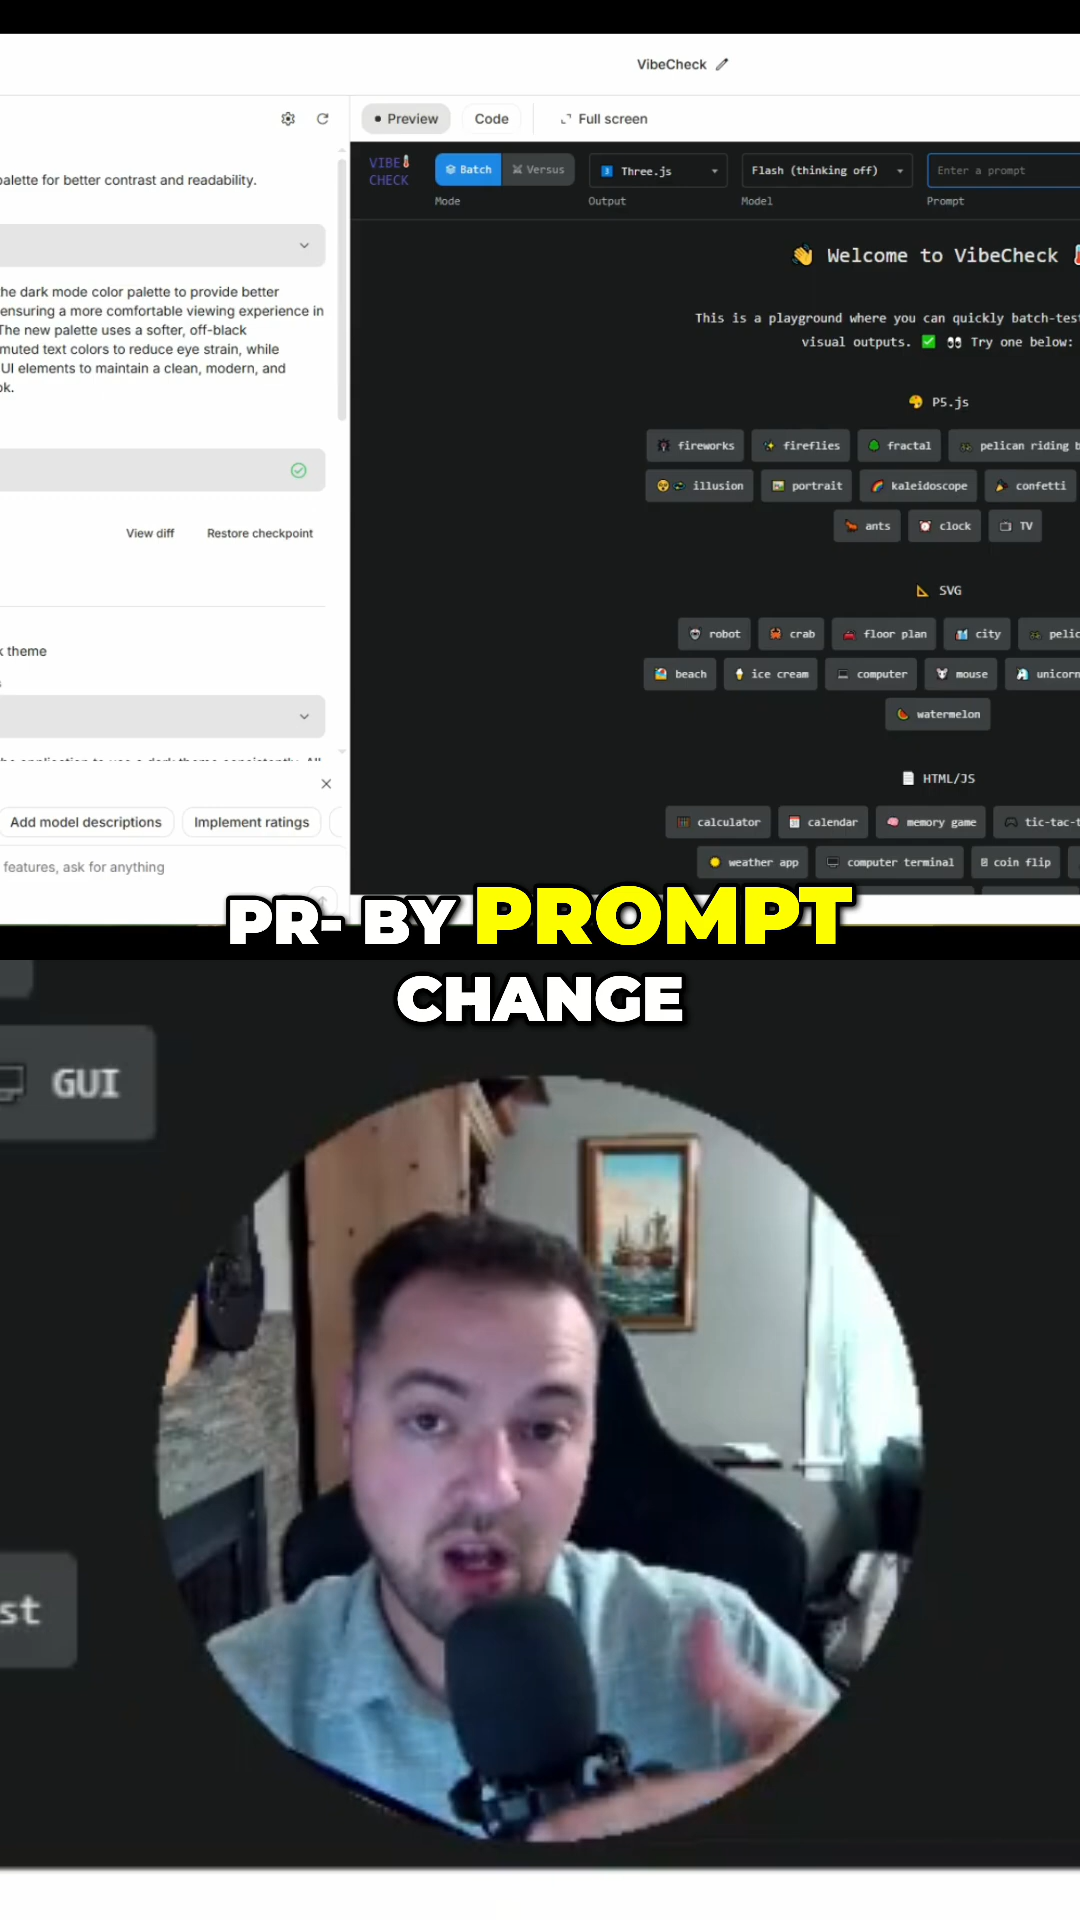 VibeCheck
Preview
Code
Full screen
palette for better contrast and readability.
the dark mode color palette to provide better
ensuring a more comfortable viewing experience in
The new palette uses a softer, off-black
muted text colors to reduce eye strain, while
UI elements to maintain a clean, modern, and
ok.
View diff
Restore checkpoint
k theme
Add model descriptions
Implement ratings
features, ask for anything
VIBE
CHECK
Batch
Versus
Mode
Three.js
Output
Flash (thinking off)
Model
Enter a prompt
Prompt
👋 Welcome to VibeCheck
This is a playground where you can quickly batch-tes
visual outputs. ✅ 👀 Try one below:
P5.js
fireworks
fireflies
fractal
pelican riding b
illusion
portrait
kaleidoscope
confetti
ants
clock
TV
SVG
robot
crab
floor plan
city
pelic
beach
ice cream
computer
mouse
unicorn
watermelon
HTML/JS
calculator
calendar
memory game
tic-tac-t
weather app
computer terminal
coin flip
PR- BY PROMPT
CHANGE
GUI
st